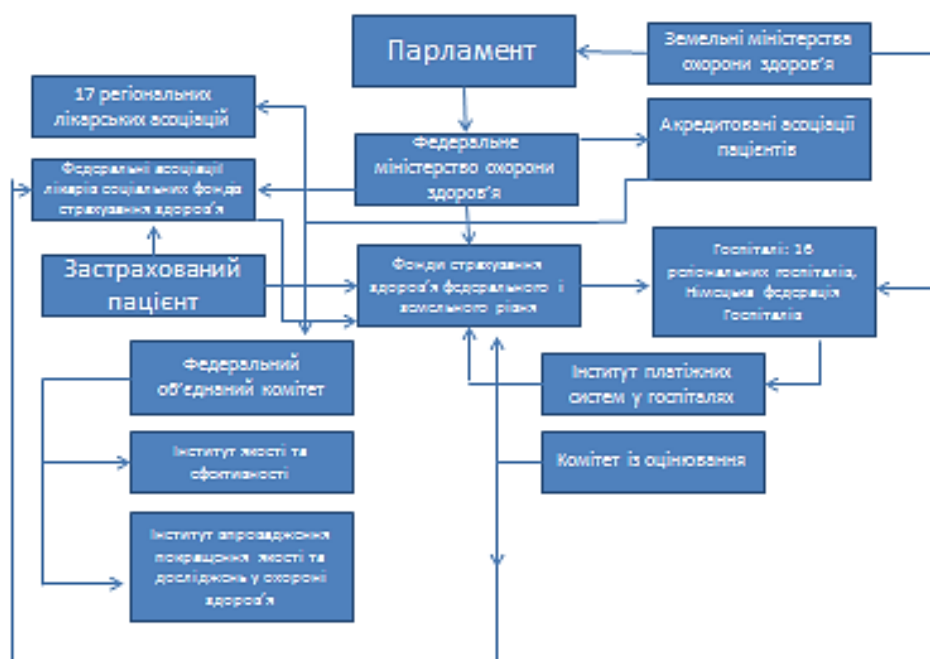 Парламент
Земельні міністерства
охорони здоров'я
17 регіональних
лікарських асоціацій
Акредитовані асоціації
пацієнтів
Федеральне
міністерство охорони
здоров'я
Федеральні асоціації
лікарів соціальних фондів
страхування здоров'я
Застрахований
пацієнт
Фонди страхування
здоров'я федерального і
земельного рівня
Госпіталі: 16
регіональних госпіталів,
Німецька федерація
Госпіталів
Федеральний
об'єднаний комітет
Інститут платіжних
систем у госпіталях
Інститут якості та
ефективності
Комітет із оцінювання
Інститут впровадження
покращення якості та
досліджень у охороні
здоров'я